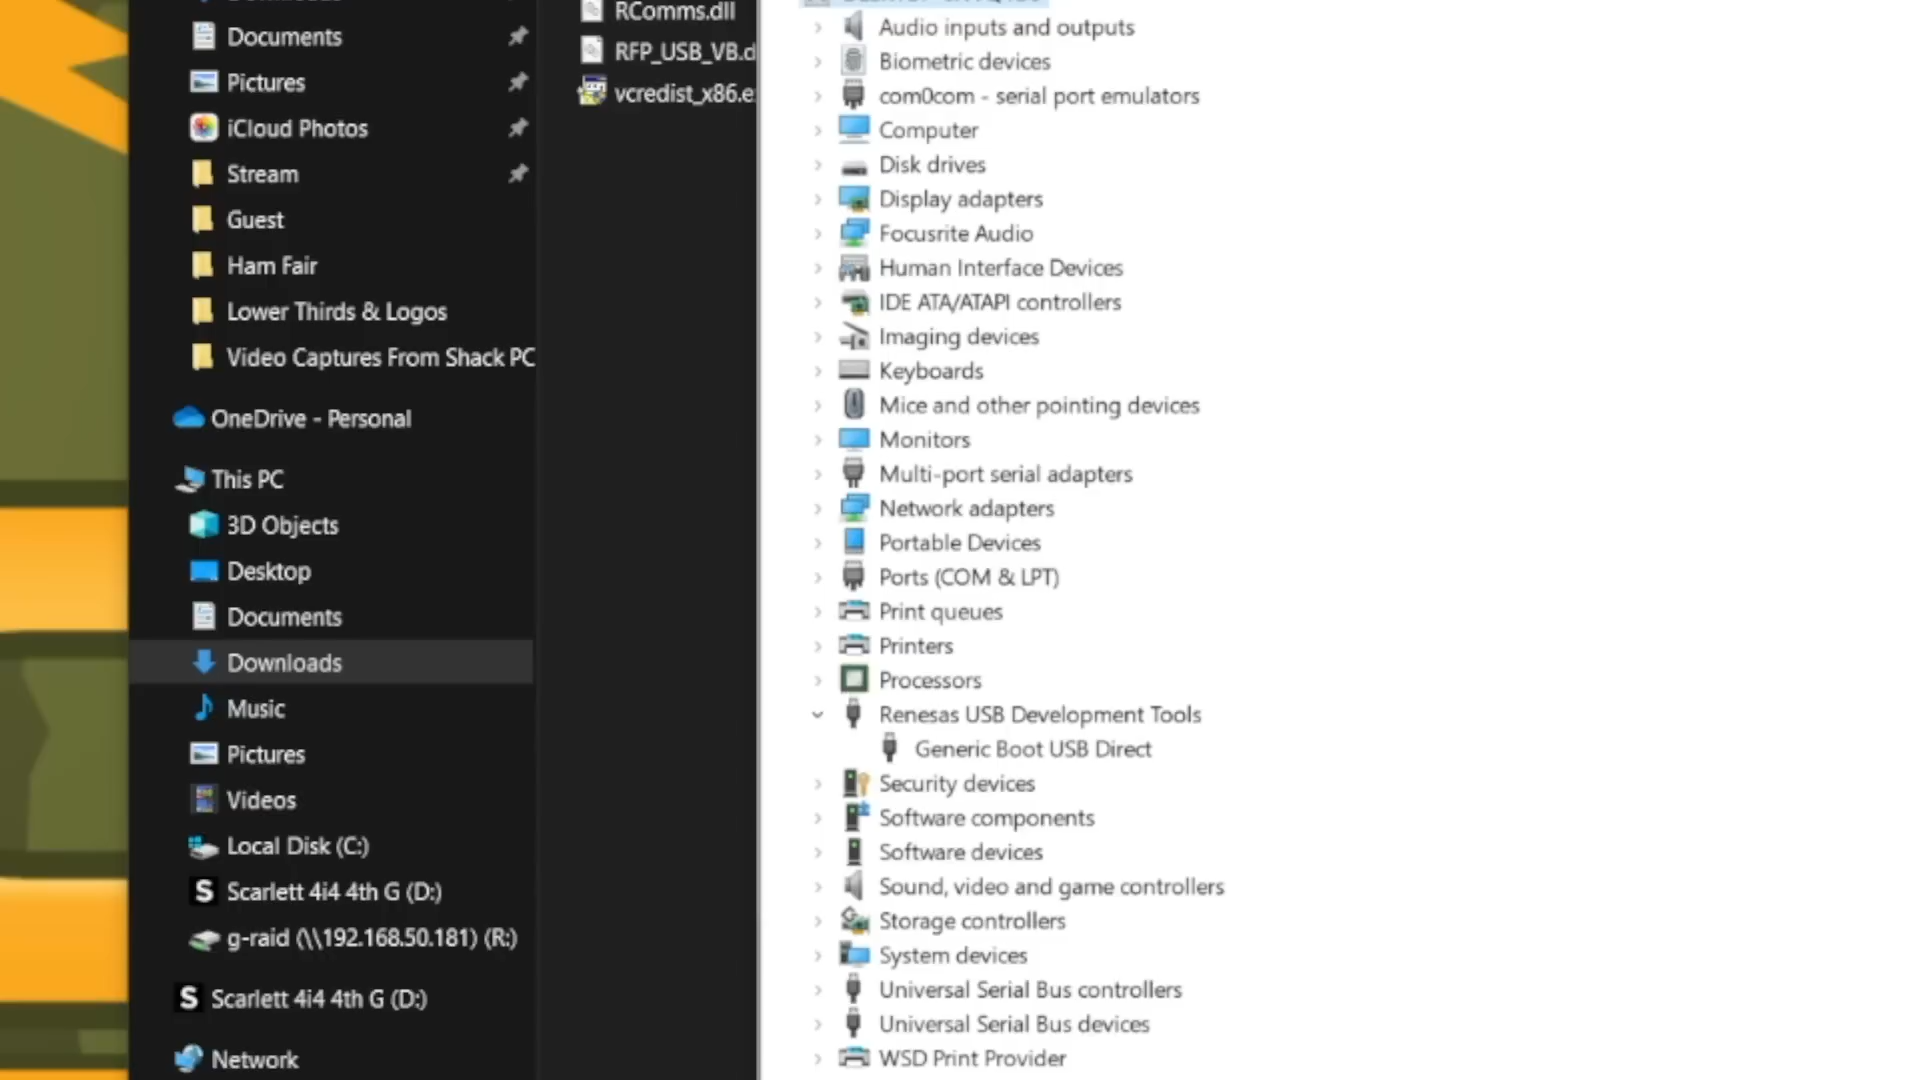 Documents
Pictures
iCloud Photos
Stream
Guest
Ham Fair
Lower Thirds & Logos
Video Captures From Shack PC
OneDrive - Personal
This PC
3D Objects
Desktop
Documents
Downloads
Music
Pictures
Videos
Local Disk (C:)
Scarlett 4i4 4th G (D:)
g-raid (\\192.168.50.181) (R:)
Scarlett 4i4 4th G (D:)
Network
RComms.dll
RFP_USB_VB.d
vcredist_x86.e
Audio inputs and outputs
Biometric devices
com0com - serial port emulators
Computer
Disk drives
Display adapters
Focusrite Audio
Human Interface Devices
IDE ATA/ATAPI controllers
Imaging devices
Keyboards
Mice and other pointing devices
Monitors
Multi-port serial adapters
Network adapters
Portable Devices
Ports (COM & LPT)
Print queues
Printers
Processors
Renesas USB Development Tools
Generic Boot USB Direct
Security devices
Software components
Software devices
Sound, video and game controllers
Storage controllers
System devices
Universal Serial Bus controllers
Universal Serial Bus devices
WSD Print Provider